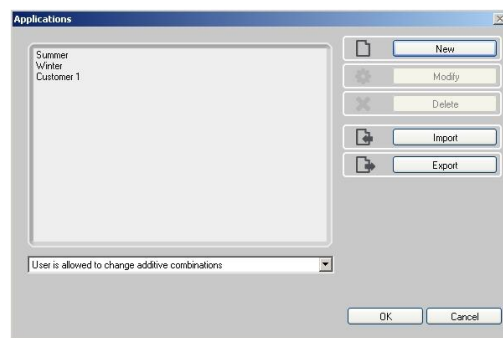 Applications
Summer
Winter
Customer 1
New
Modify
Delete
Import
Export
User is allowed to change additive combinations
OK
Cancel